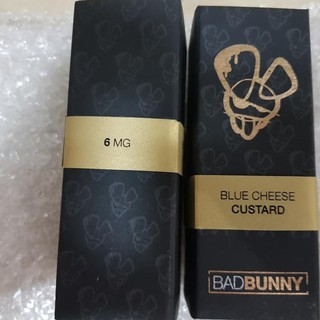 6 MG
BLUE CHEESE
CUSTARD
BADBUNNY